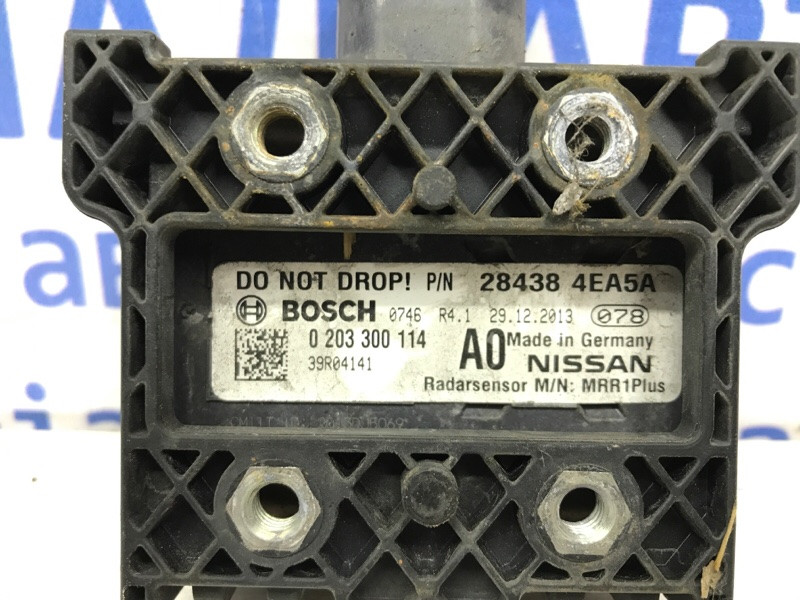 DO NOT DROP! P/N 28438 4EA5A
BOSCH 0746 R4.1 29.12.2013 078
0 203 300 114 A0 Made in Germany
39R04141 NISSAN
Radarsensor M/N: MRR1Plus